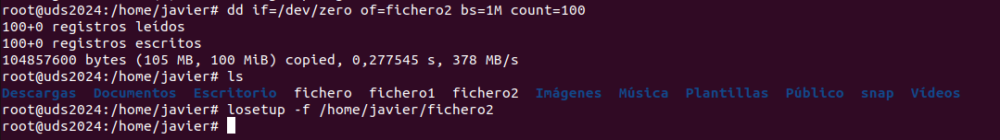 root@uds2024:/home/javier# dd if=/dev/zero of=fichero2 bs=1M count=100
100+0 registros leídos
100+0 registros escritos
104857600 bytes (105 MB, 100 MiB) copied, 0,277545 s, 378 MB/s
root@uds2024:/home/javier# ls
Descargas  Documentos  Escritorio  fichero  fichero1  fichero2  Imágenes  Música  Plantillas  Público  snap  Vídeos
root@uds2024:/home/javier# losetup -f /home/javier/fichero2
root@uds2024:/home/javier#